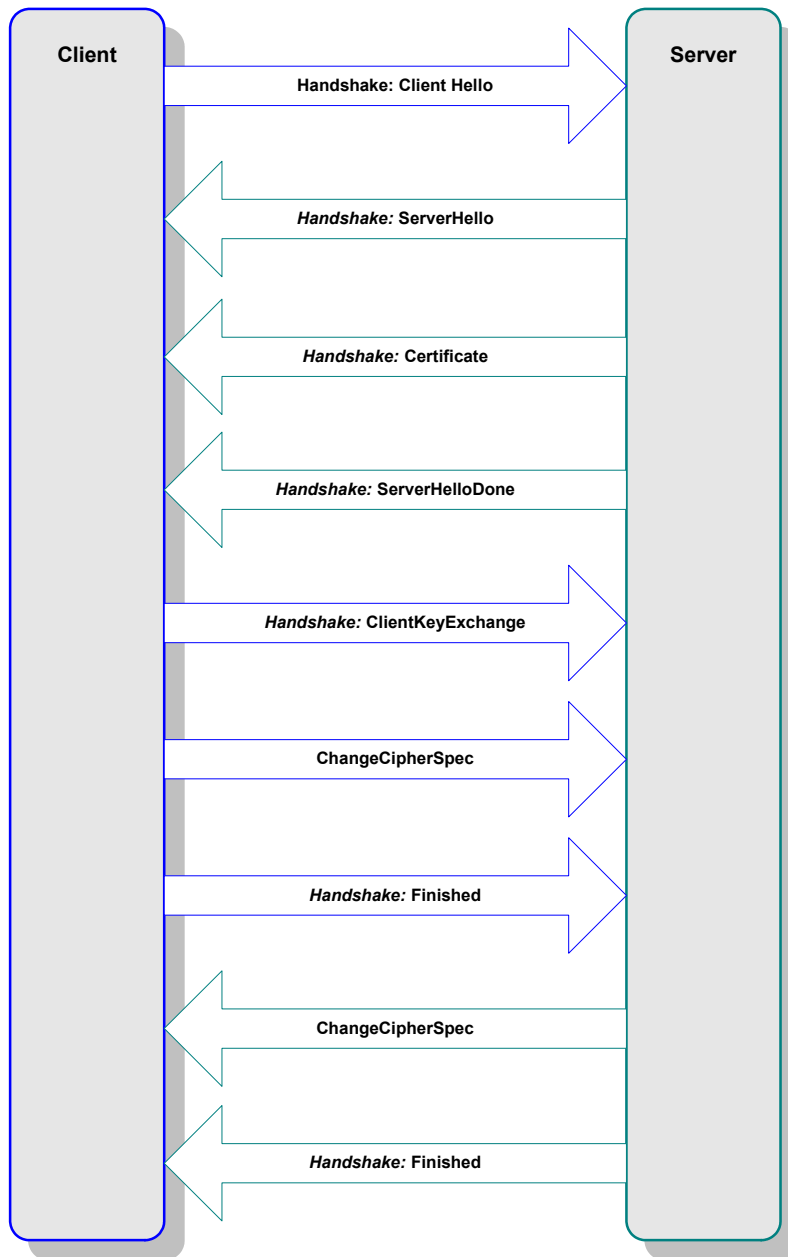 Client
Server
Handshake: Client Hello
Handshake: ServerHello
Handshake: Certificate
Handshake: ServerHelloDone
Handshake: ClientKeyExchange
ChangeCipherSpec
Handshake: Finished
ChangeCipherSpec
Handshake: Finished